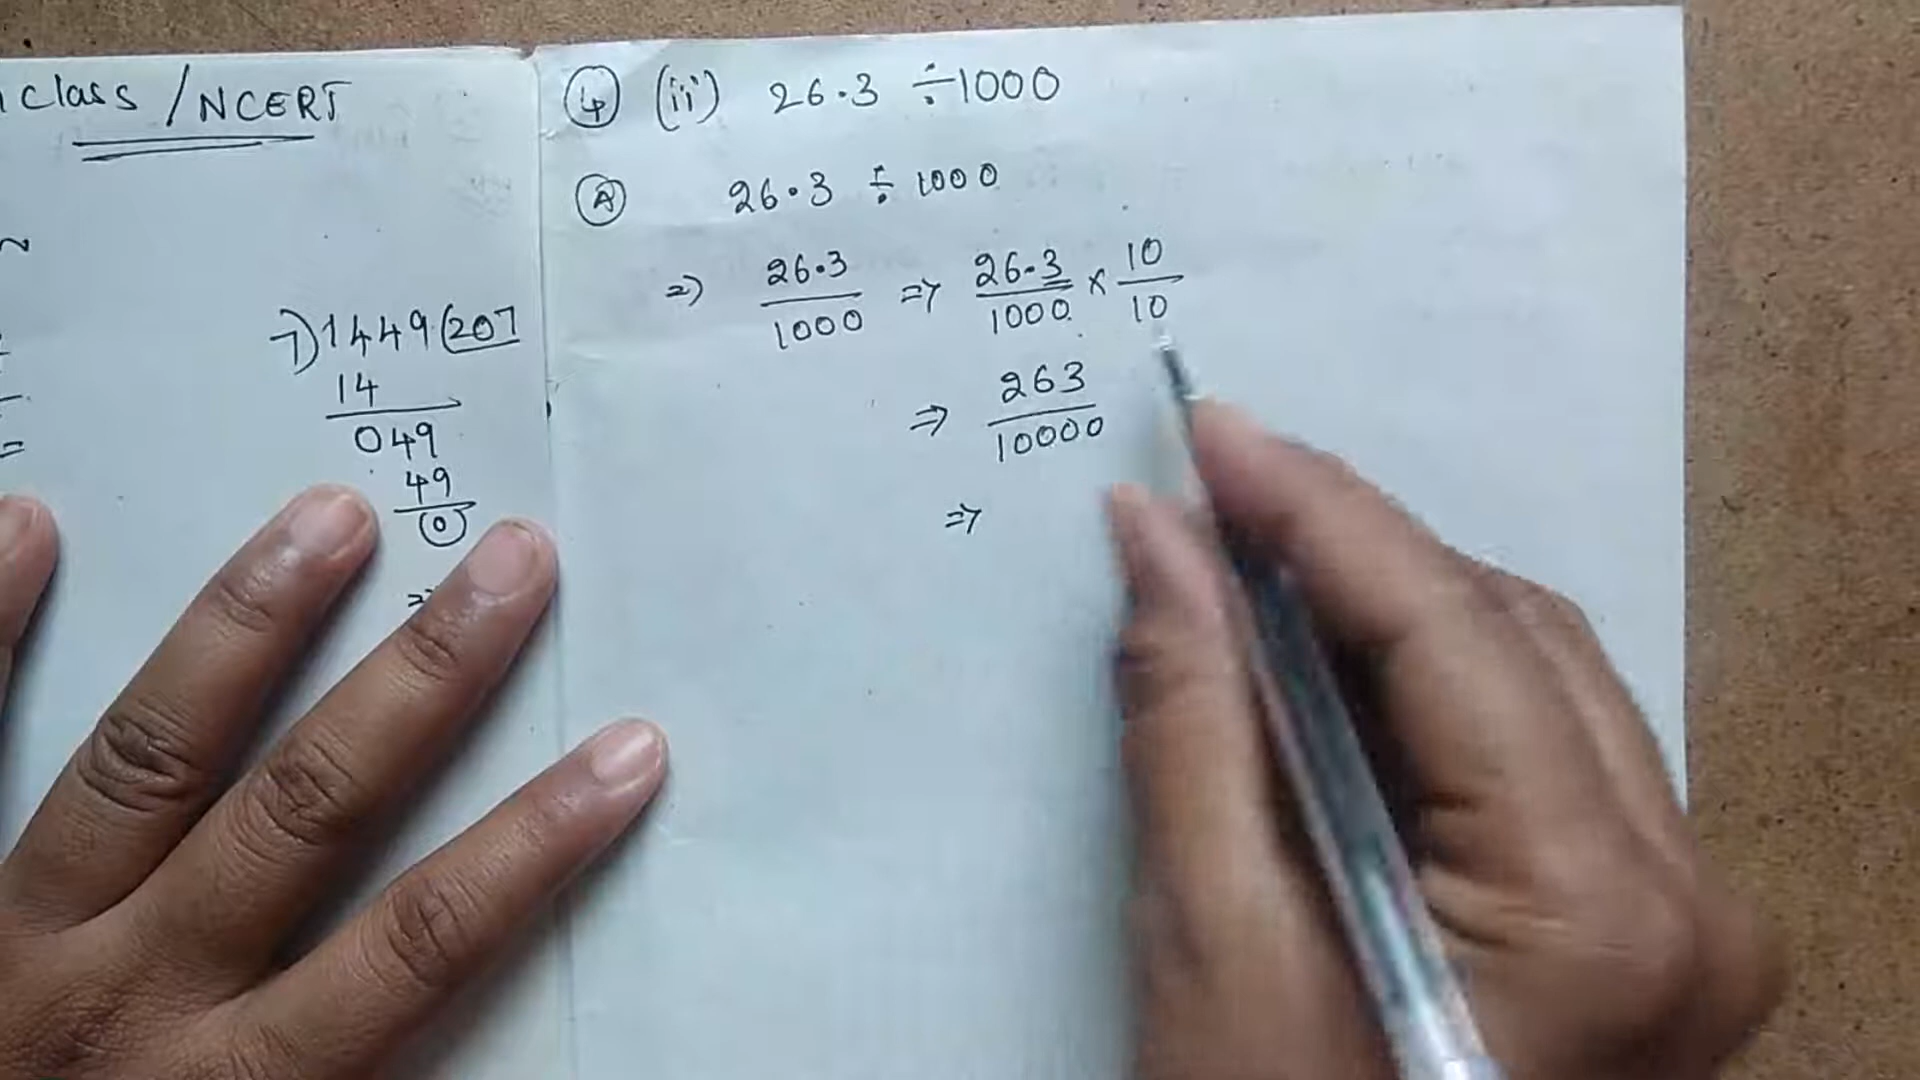 Class / NCERT
7)1449(207
14
049
49
0
4 (ii) 26.3 ÷ 1000
A 26.3 ÷ 1000
=> 26.3/1000 => 26.3/1000 × 10/10
=> 263/10000
=>